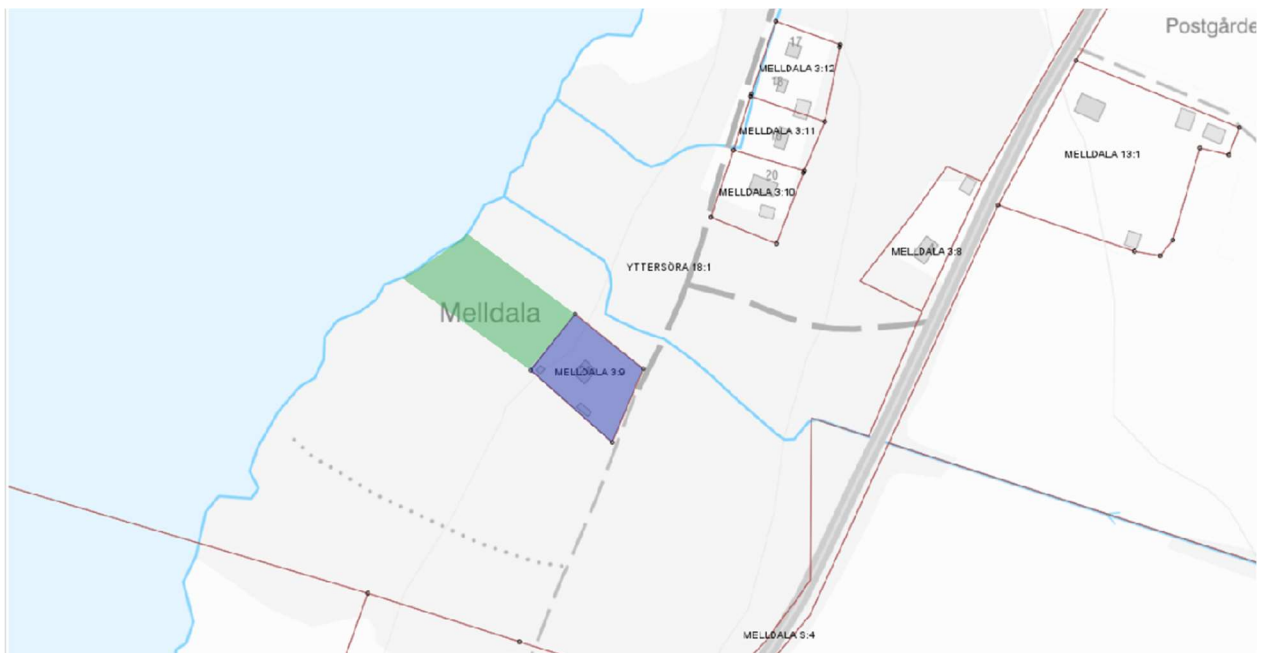 Postgårde
17
MELLDALA 3:12
18
MELLDALA 3:11
MELLDALA 13:1
20
MELLDALA 3:10
MELLDALA 3:8
YTTERSÖRA 18:1
Melldala
MELLDALA 3:9
MELLDALA S:4